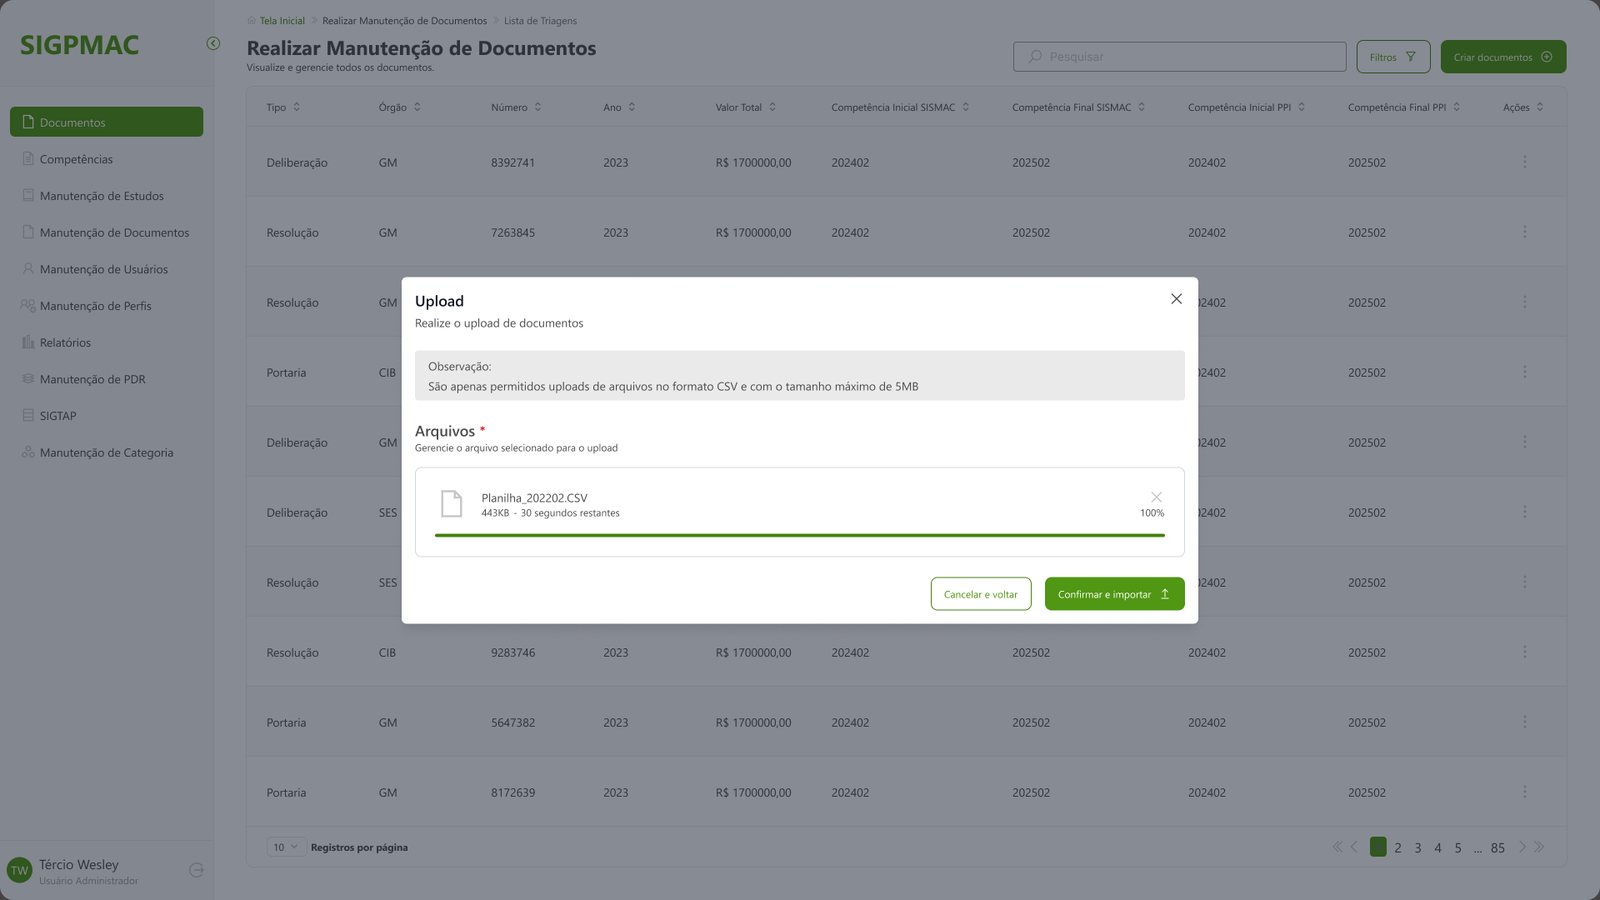 SIGPMAC
Documentos
Competências
Manutenção de Estudos
Manutenção de Documentos
Manutenção de Usuários
Manutenção de Perfis
Relatórios
Manutenção de PDR
SIGTAP
Manutenção de Categoria
TW
Tércio Wesley
Usuário Administrador
Tela Inicial > Realizar Manutenção de Documentos > Lista de Triagens
Realizar Manutenção de Documentos
Visualize e gerencie todos os documentos.
Pesquisar
Filtros
Criar documentos
Tipo Órgão Número Ano Valor Total Competência Inicial SISMAC Competência Final SISMAC Competência Inicial PPI Competência Final PPI Ações
Deliberação GM 8392741 2023 R$ 1700000,00 202402 202502 202402 202502
Resolução GM 7263845 2023 R$ 1700000,00 202402 202502 202402 202502
Resolução GM 02402 202502
Portaria CIB 02402 202502
Deliberação GM 02402 202502
Deliberação SES 02402 202502
Resolução SES 02402 202502
Resolução CIB 9283746 2023 R$ 1700000,00 202402 202502 202402 202502
Portaria GM 5647382 2023 R$ 1700000,00 202402 202502 202402 202502
Portaria GM 8172639 2023 R$ 1700000,00 202402 202502 202402 202502
10 Registros por página
2 3 4 5 ... 85
Upload
Realize o upload de documentos
Observação:
São apenas permitidos uploads de arquivos no formato CSV e com o tamanho máximo de 5MB
Arquivos *
Gerencie o arquivo selecionado para o upload
Planilha_202202.CSV
443KB - 30 segundos restantes
100%
Cancelar e voltar
Confirmar e importar